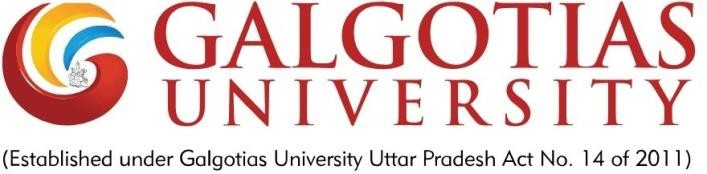 GALGOTIAS
UNIVERSITY
(Established under Galgotias University Uttar Pradesh Act No. 14 of 2011)